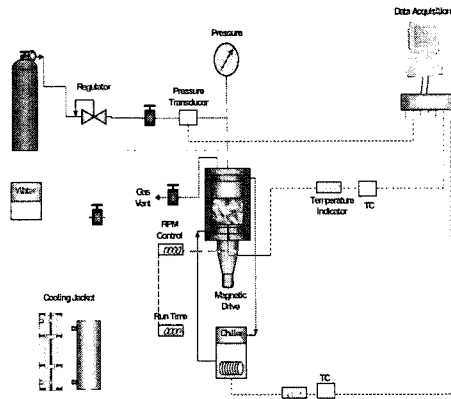 Data Acquisition
Pressure
Regulator
Pressure
Transducer
Water
Gas
Vent
Temperature
Indicator
TC
RPM
Control
Magnetic
Drive
Cooling Jacket
Run Time
Chiller
TC